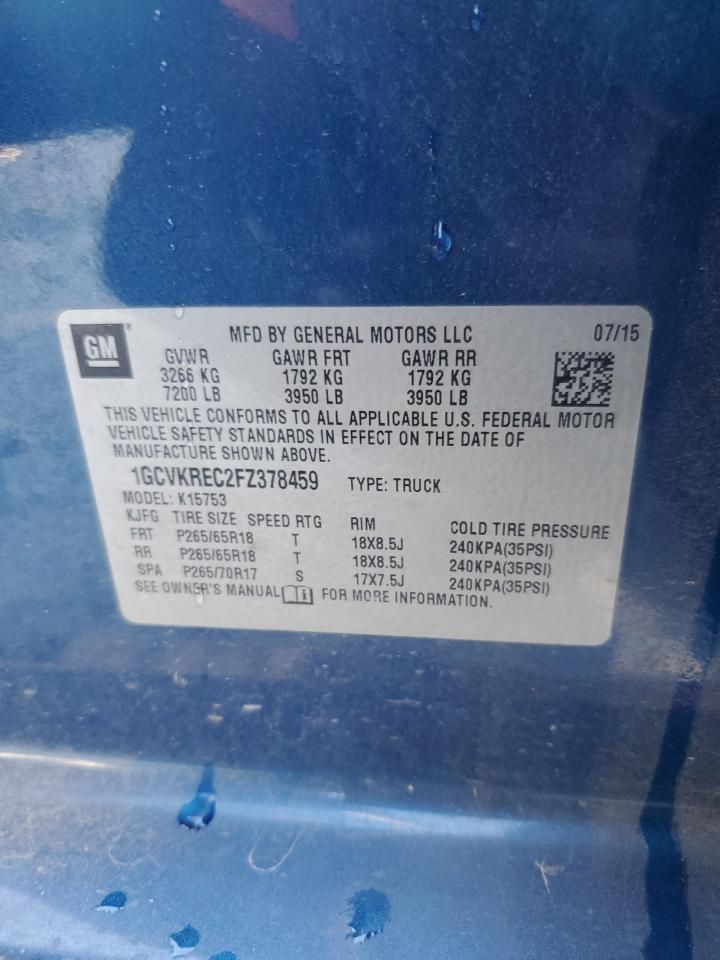 GM ® MFD BY GENERAL MOTORS LLC 07/15
GVWR GAWR FRT GAWR RR
3266 KG 1792 KG 1792 KG
7200 LB 3950 LB 3950 LB
THIS VEHICLE CONFORMS TO ALL APPLICABLE U.S. FEDERAL MOTOR
VEHICLE SAFETY STANDARDS IN EFFECT ON THE DATE OF
MANUFACTURE SHOWN ABOVE.
1GCVKREC2FZ378459 TYPE: TRUCK
MODEL: K15753
KJFG TIRE SIZE SPEED RTG RIM COLD TIRE PRESSURE
FRT P265/65R18 T 18X8.5J 240KPA(35PSI)
RR P265/65R18 T 18X8.5J 240KPA(35PSI)
SPA P265/70R17 S 17X7.5J 240KPA(35PSI)
SEE OWNER'S MANUAL i FOR MORE INFORMATION.